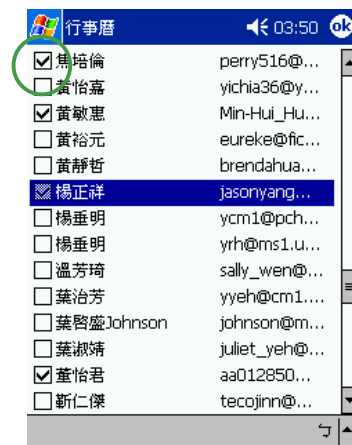 行事曆 03:50 ok
焦培倫 perry516@...
黃怡嘉 yichia36@y...
黃敏惠 Min-Hui_Hu...
黃裕元 eureke@fic...
黃靜哲 brendahua...
楊正祥 jasonyang...
楊垂明 ycm1@pch...
楊垂明 yrh@ms1.u...
溫芳琦 sally_wen@...
葉治芳 yyeh@cm1....
葉啓盛Johnson johnson@m...
葉淑婧 juliet_yeh@...
董怡君 aa012850...
靳仁傑 tecojinn@...
ㄅ